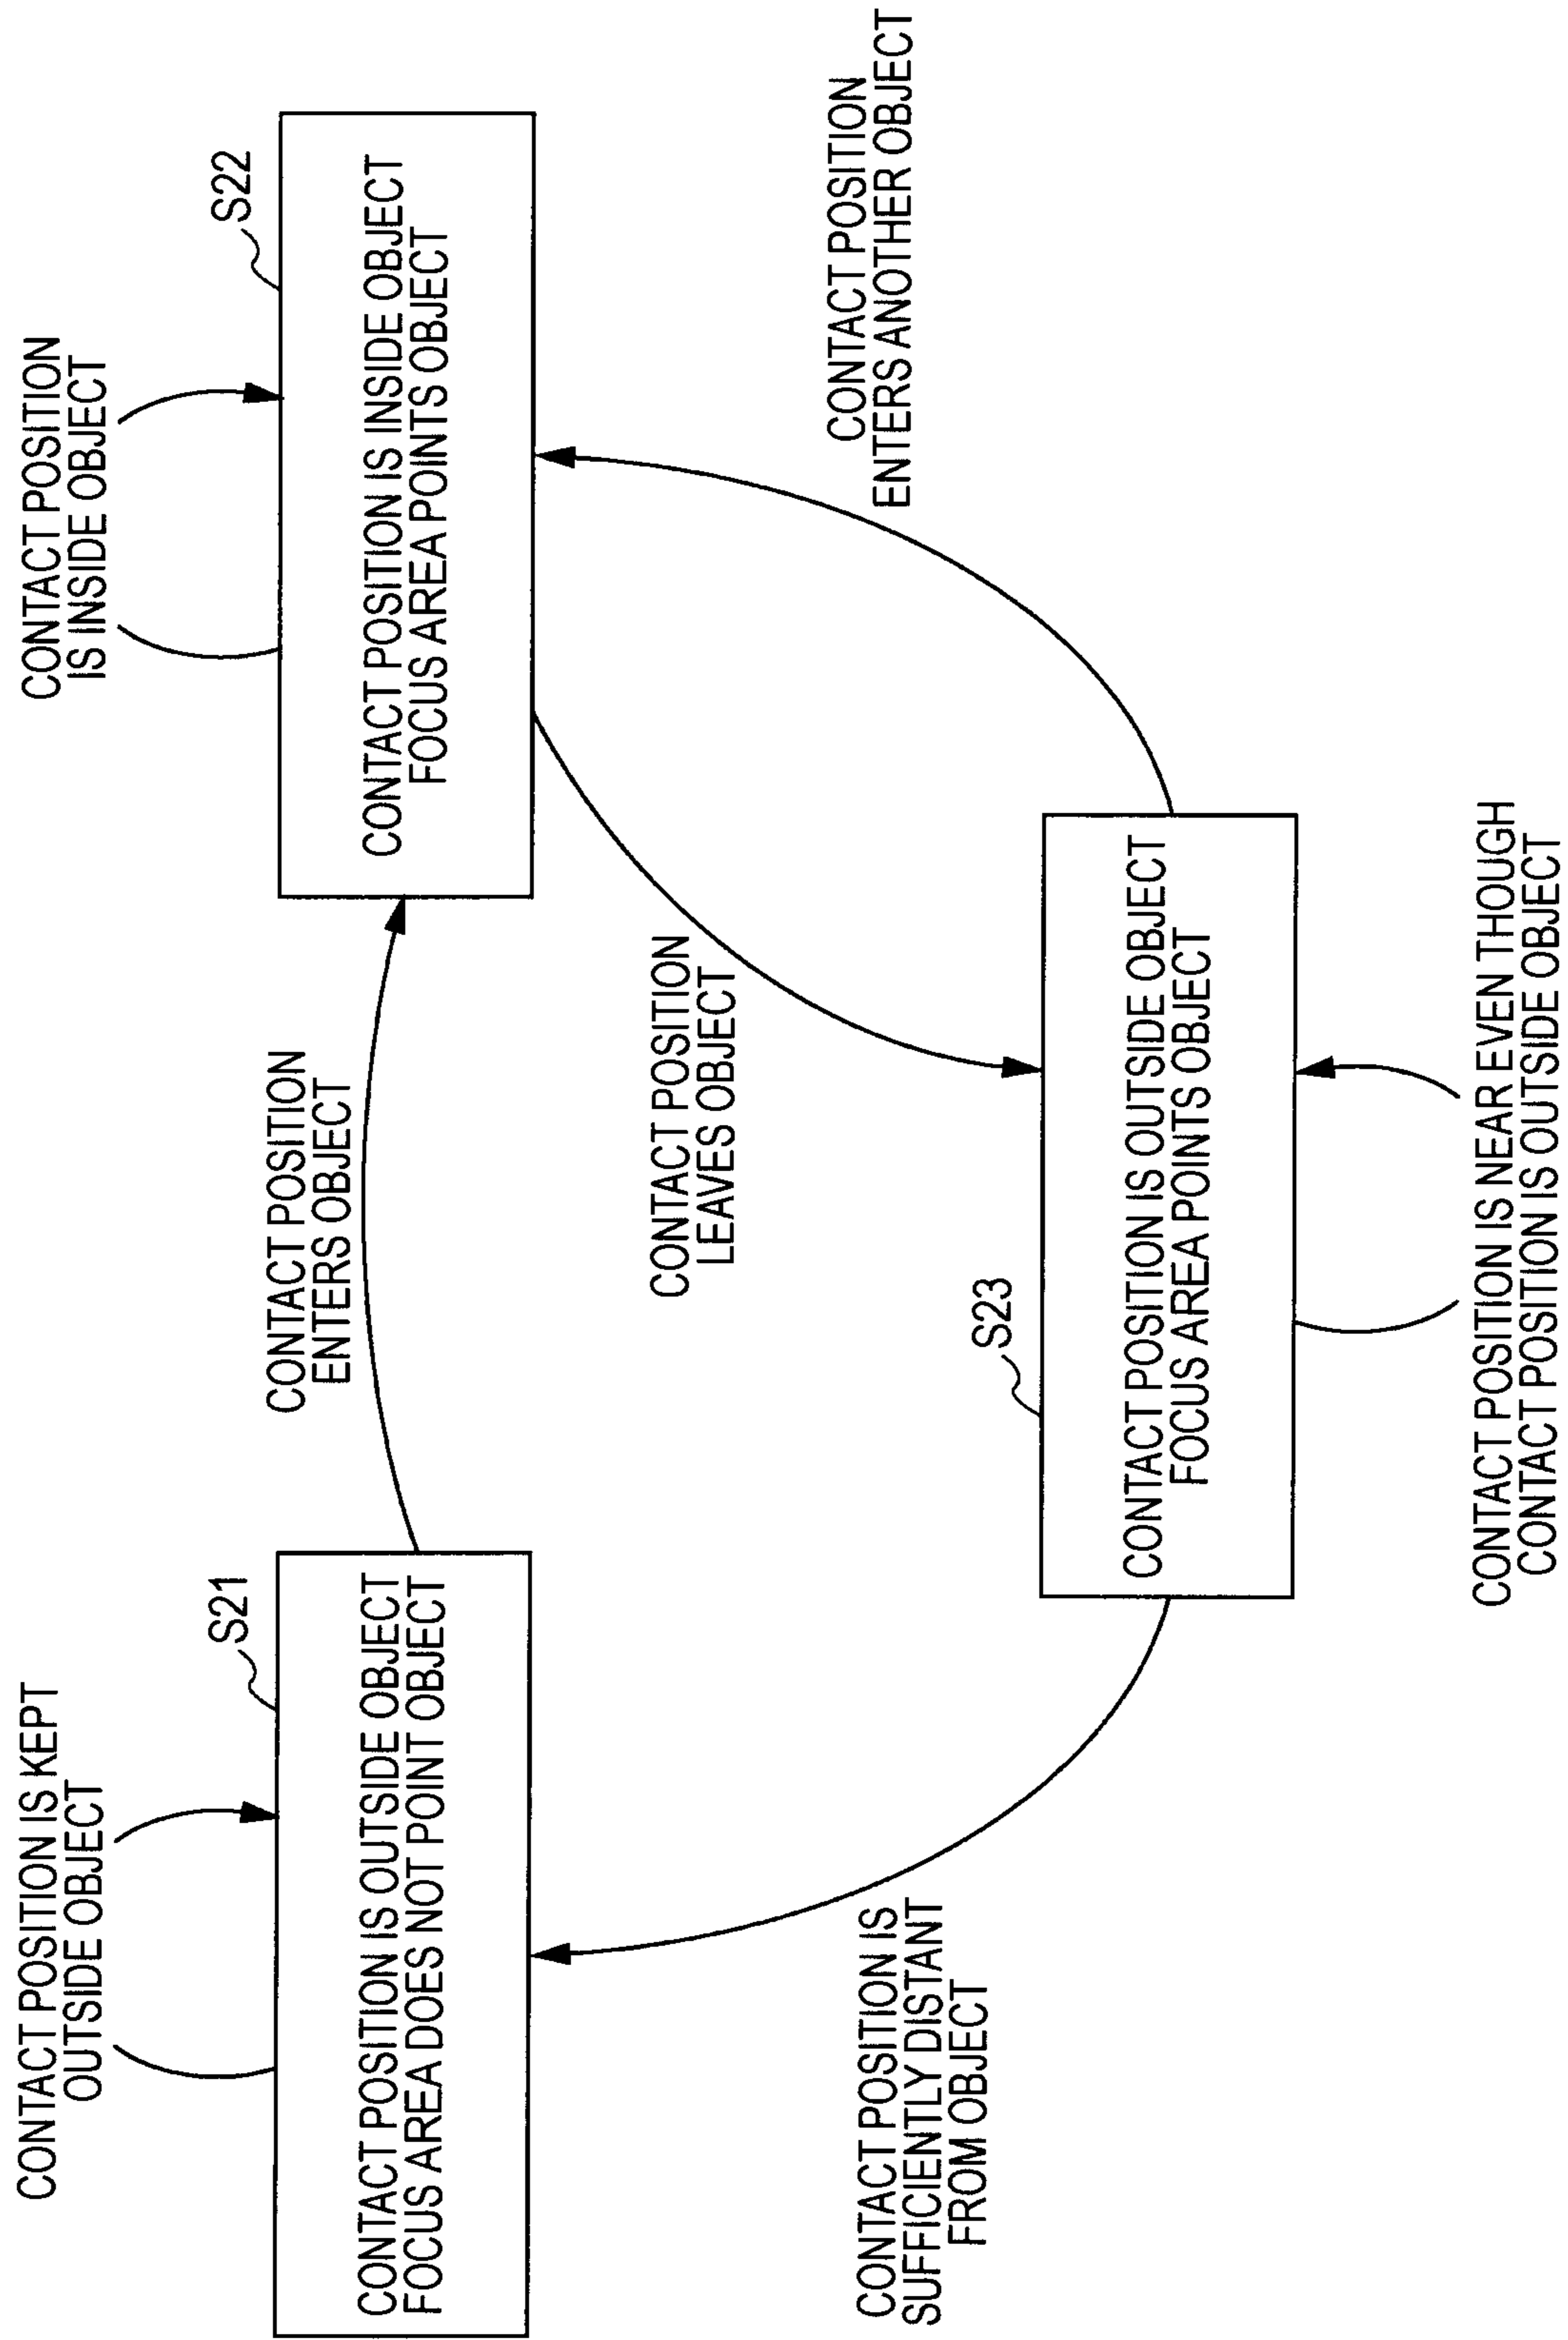 CONTACT POSITION IS KEPT
OUTSIDE OBJECT
S21
CONTACT POSITION IS OUTSIDE OBJECT
FOCUS AREA DOES NOT POINT OBJECT
CONTACT POSITION
ENTERS OBJECT
CONTACT POSITION
IS INSIDE OBJECT
S22
CONTACT POSITION IS INSIDE OBJECT
FOCUS AREA POINTS OBJECT
CONTACT POSITION
LEAVES OBJECT
CONTACT POSITION
ENTERS ANOTHER OBJECT
CONTACT POSITION IS
SUFFICIENTLY DISTANT
FROM OBJECT
S23
CONTACT POSITION IS OUTSIDE OBJECT
FOCUS AREA POINTS OBJECT
CONTACT POSITION IS NEAR EVEN THOUGH
CONTACT POSITION IS OUTSIDE OBJECT